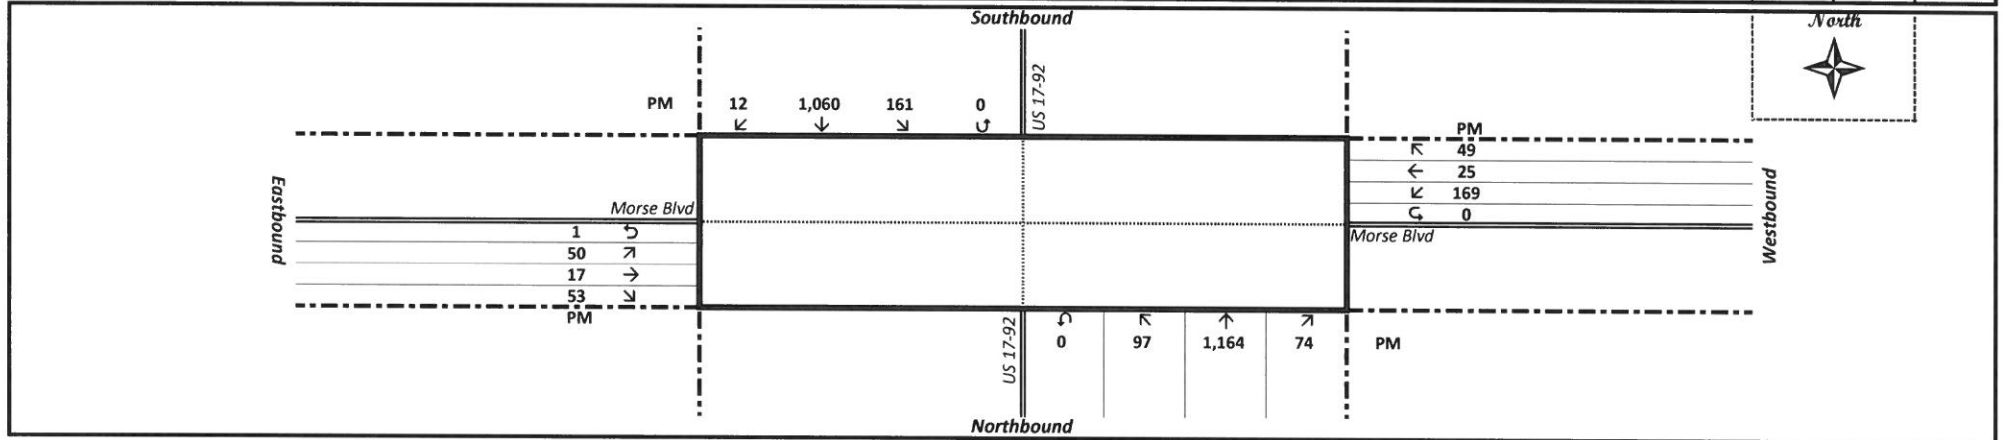 Southbound
North
US 17-92
PM 12 1,060 161 0
↙ ↓ ↘ ↺
PM
↖ 49
← 25
↙ 169
↺ 0
Morse Blvd
Westbound
Eastbound
Morse Blvd
1 ↺
50 ↗
17 →
53 ↘
PM
US 17-92
↺ ↖ ↑ ↗
0 97 1,164 74 PM
Northbound